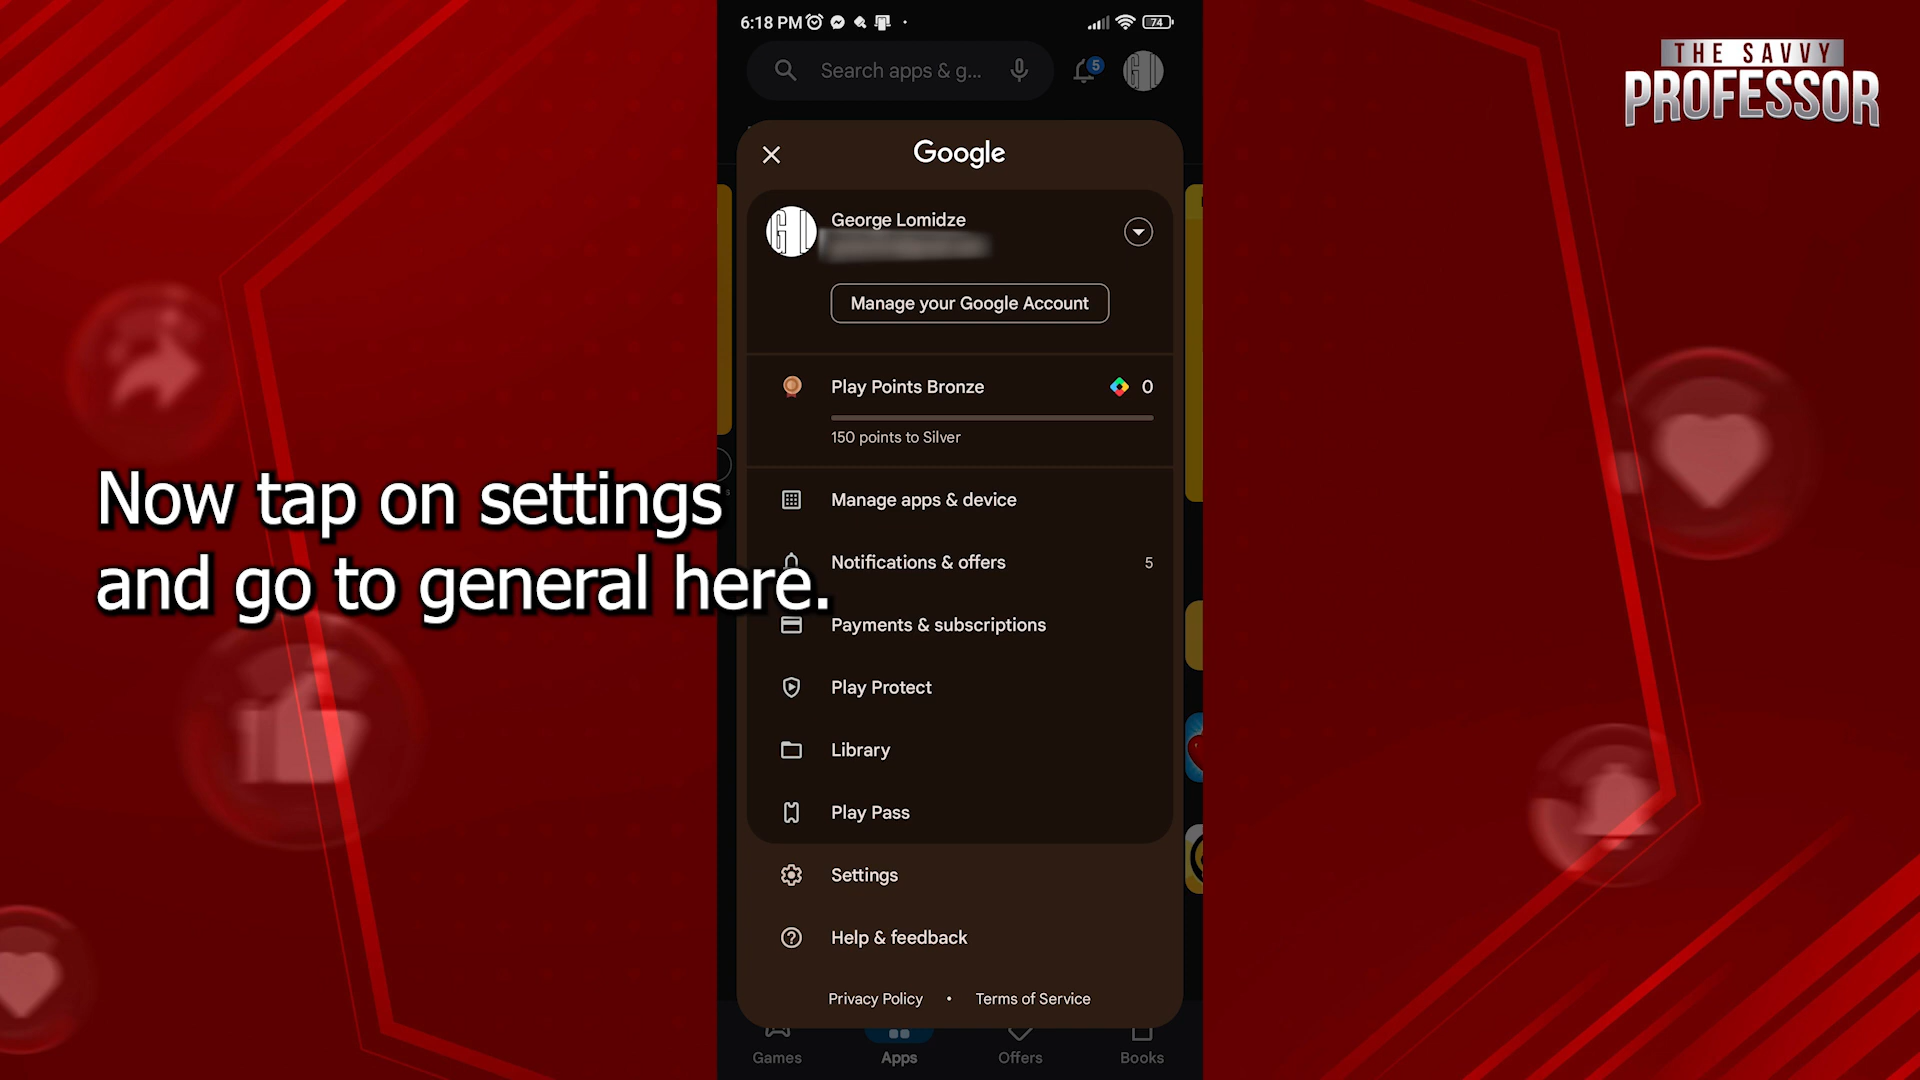 6:18 PM
74
Search apps & g...
5
THE SAVVY
PROFESSOR
Google
George Lomidze
Manage your Google Account
Play Points Bronze
0
150 points to Silver
Now tap on settings
and go to general here.
Manage apps & device
Notifications & offers
5
Payments & subscriptions
Play Protect
Library
Play Pass
Settings
Help & feedback
Privacy Policy • Terms of Service
Games
Apps
Offers
Books